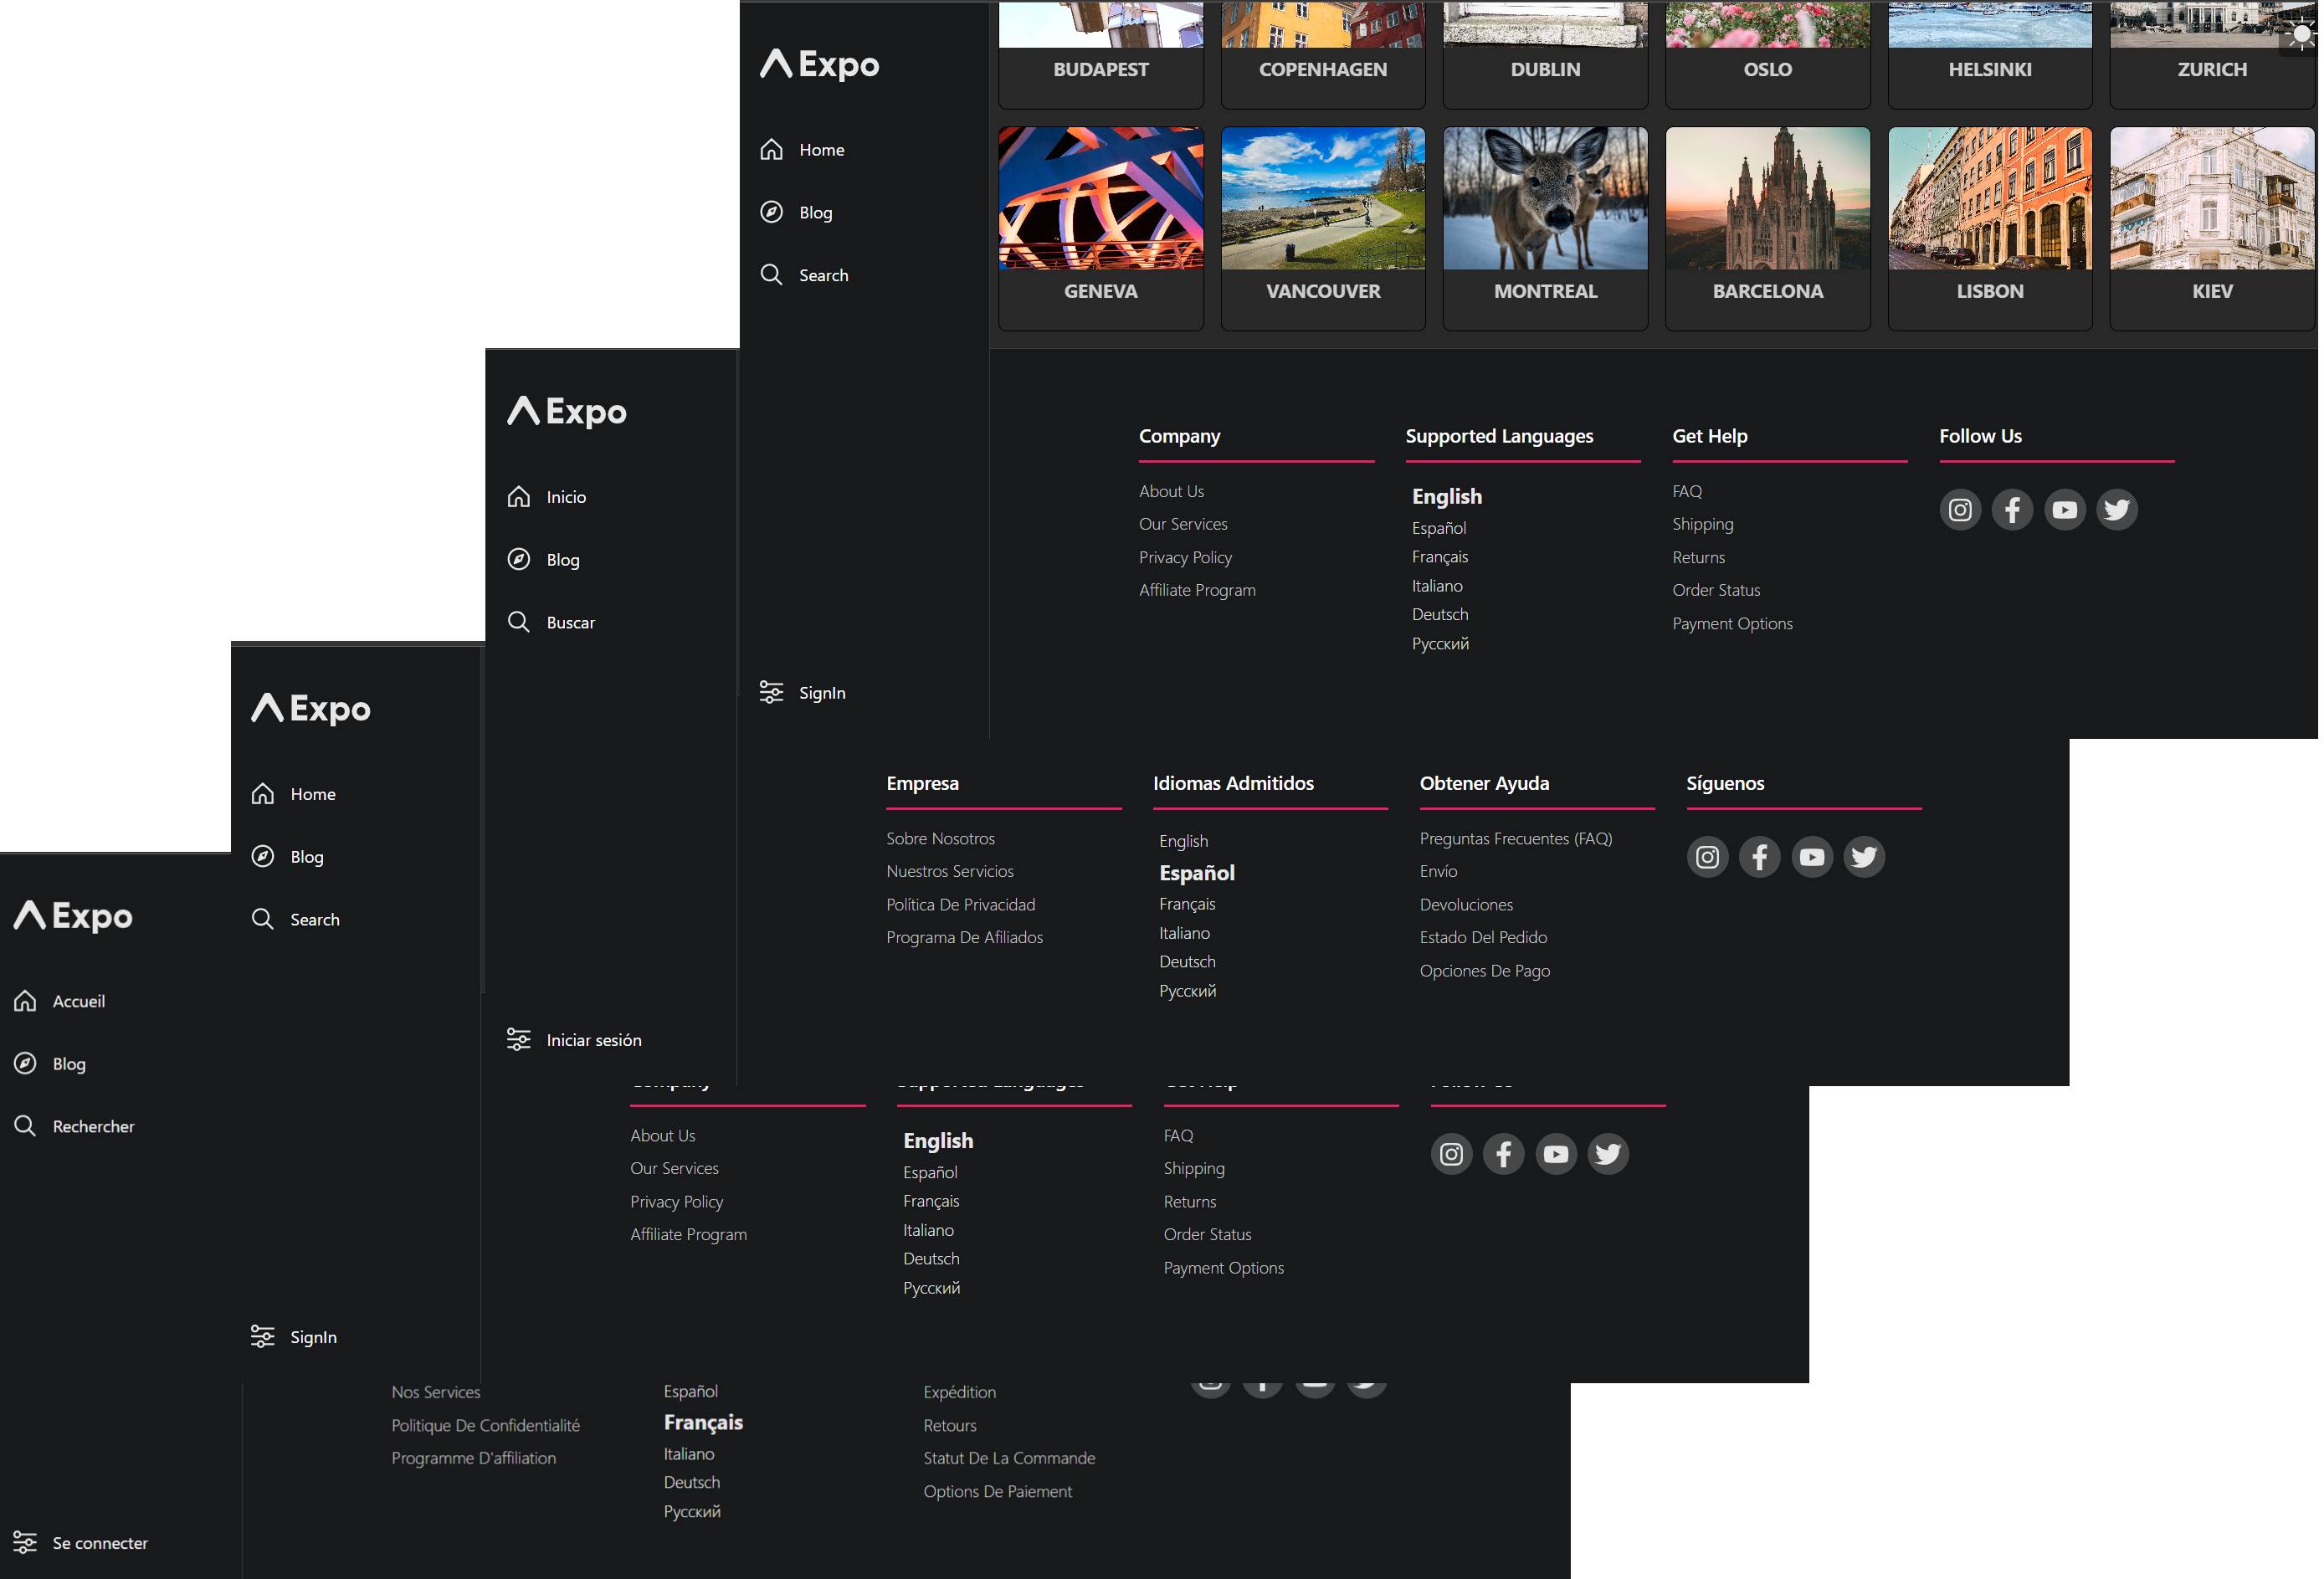 Expo
Home
Blog
Search
SignIn
BUDAPEST
COPENHAGEN
DUBLIN
OSLO
HELSINKI
ZURICH
GENEVA
VANCOUVER
MONTREAL
BARCELONA
LISBON
KIEV
Company
About Us
Our Services
Privacy Policy
Affiliate Program
Supported Languages
English
Español
Français
Italiano
Deutsch
Русский
Get Help
FAQ
Shipping
Returns
Order Status
Payment Options
Follow Us
Expo
Inicio
Blog
Buscar
Iniciar sesión
Empresa
Sobre Nosotros
Nuestros Servicios
Política De Privacidad
Programa De Afiliados
Idiomas Admitidos
English
Español
Français
Italiano
Deutsch
Русский
Obtener Ayuda
Preguntas Frecuentes (FAQ)
Envío
Devoluciones
Estado Del Pedido
Opciones De Pago
Síguenos
Expo
Home
Blog
Search
SignIn
About Us
Our Services
Privacy Policy
Affiliate Program
English
Español
Français
Italiano
Deutsch
Русский
FAQ
Shipping
Returns
Order Status
Payment Options
Expo
Accueil
Blog
Rechercher
Se connecter
Nos Services
Politique De Confidentialité
Programme D'affiliation
Español
Français
Italiano
Deutsch
Русский
Expédition
Retours
Statut De La Commande
Options De Paiement